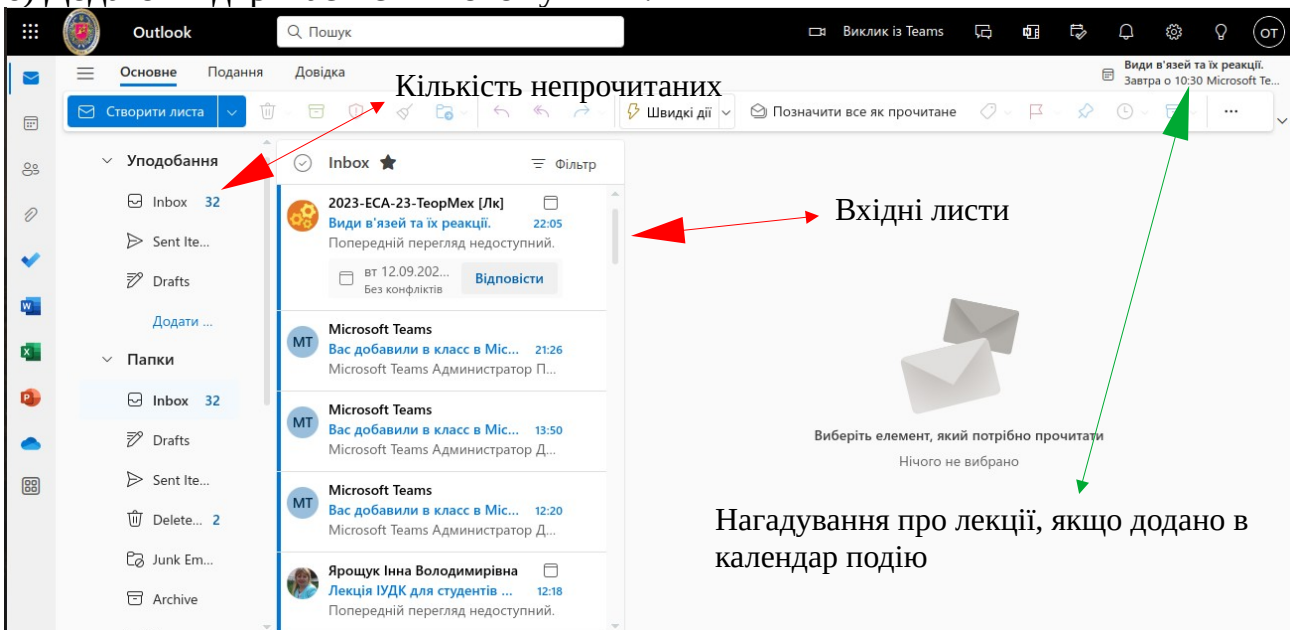 Outlook
Пошук
Виклик із Teams
ОТ
Основне Подання Довідка
Види в'язей та їх реакції.
Завтра о 10:30 Microsoft Te...
Кількість непрочитаних
Створити листа
Швидкі дії
Позначити все як прочитане
Уподобання
Inbox 32
Sent Ite...
Drafts
Додати ...
Папки
Inbox 32
Drafts
Sent Ite...
Delete... 2
Junk Em...
Archive
Inbox
Фільтр
2023-ECA-23-ТеорМех [Лк]
Види в'язей та їх реакції. 22:05
Попередній перегляд недоступний.
вт 12.09.202...
Без конфліктів
Відповісти
MT
Microsoft Teams
Вас добавили в класс в Mic... 21:26
Microsoft Teams Администратор П...
MT
Microsoft Teams
Вас добавили в класс в Mic... 13:50
Microsoft Teams Администратор Д...
MT
Microsoft Teams
Вас добавили в класс в Mic... 12:20
Microsoft Teams Администратор Д...
Ярощук Інна Володимирівна
Лекція ІУДК для студентів ... 12:18
Попередній перегляд недоступний.
Вхідні листи
Виберіть елемент, який потрібно прочитати
Нічого не вибрано
Нагадування про лекції, якщо додано в
календар подію